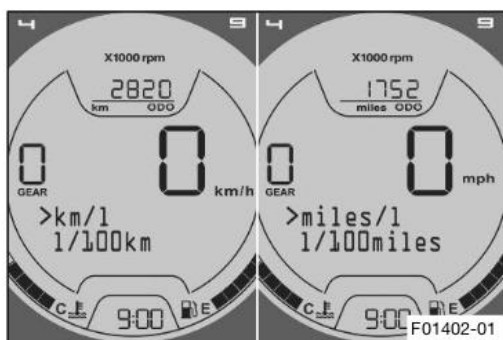 4 9
X1000 rpm
2820
km ODO
0
GEAR
0 km/h
>km/l
l/100km
C E
9:00
4 9
X1000 rpm
1752
miles ODO
0
GEAR
0 mph
>miles/l
l/100miles
C E
9:00
F01402-01